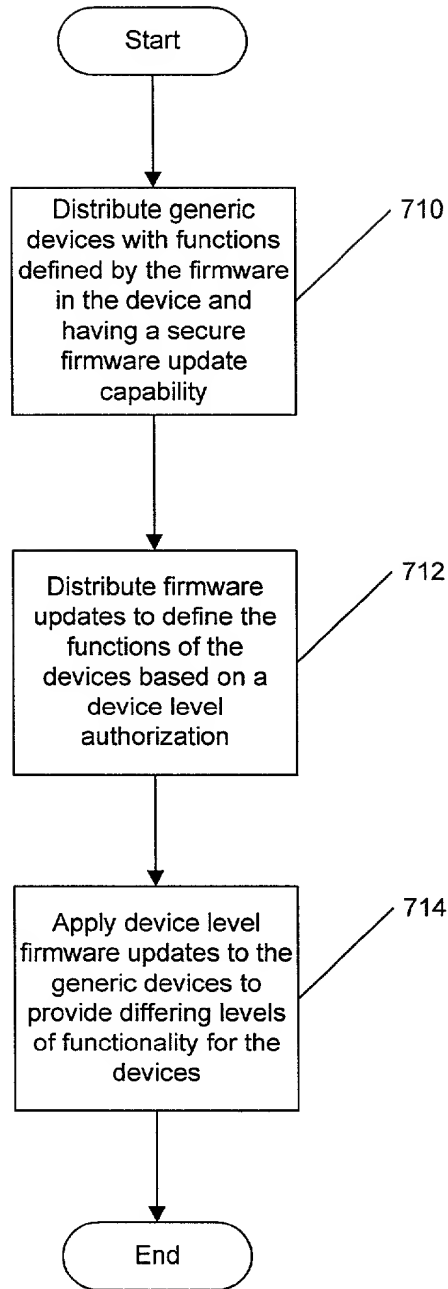 Start
Distribute generic
devices with functions
defined by the firmware
in the device and
having a secure
firmware update
capability
710
Distribute firmware
updates to define the
functions of the
devices based on a
device level
authorization
712
Apply device level
firmware updates to the
generic devices to
provide differing levels
of functionality for the
devices
714
End